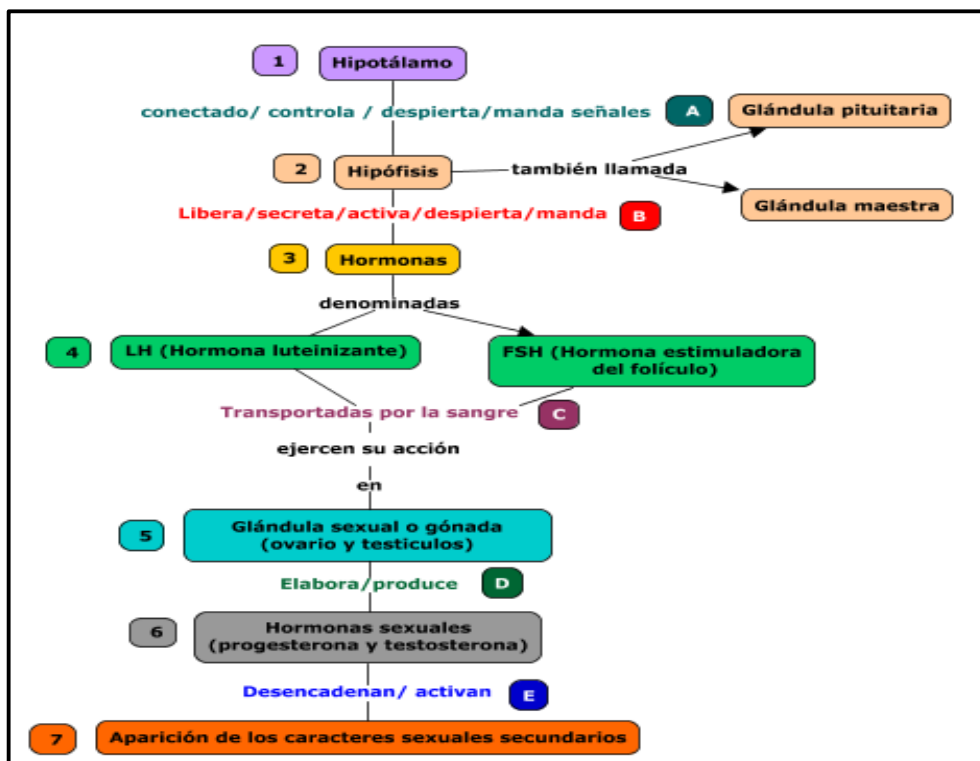 1 Hipotálamo
conectado/ controla / despierta/manda señales A Glándula pituitaria
2 Hipófisis también llamada
Glándula maestra
Libera/secreta/activa/despierta/manda B
3 Hormonas
denominadas
4 LH (Hormona luteinizante) FSH (Hormona estimuladora
del folículo)
Transportadas por la sangre C
ejercen su acción
en
5 Glándula sexual o gónada
(ovario y testiculos)
Elabora/produce D
6 Hormonas sexuales
(progesterona y testosterona)
Desencadenan/ activan E
7 Aparición de los caracteres sexuales secundarios